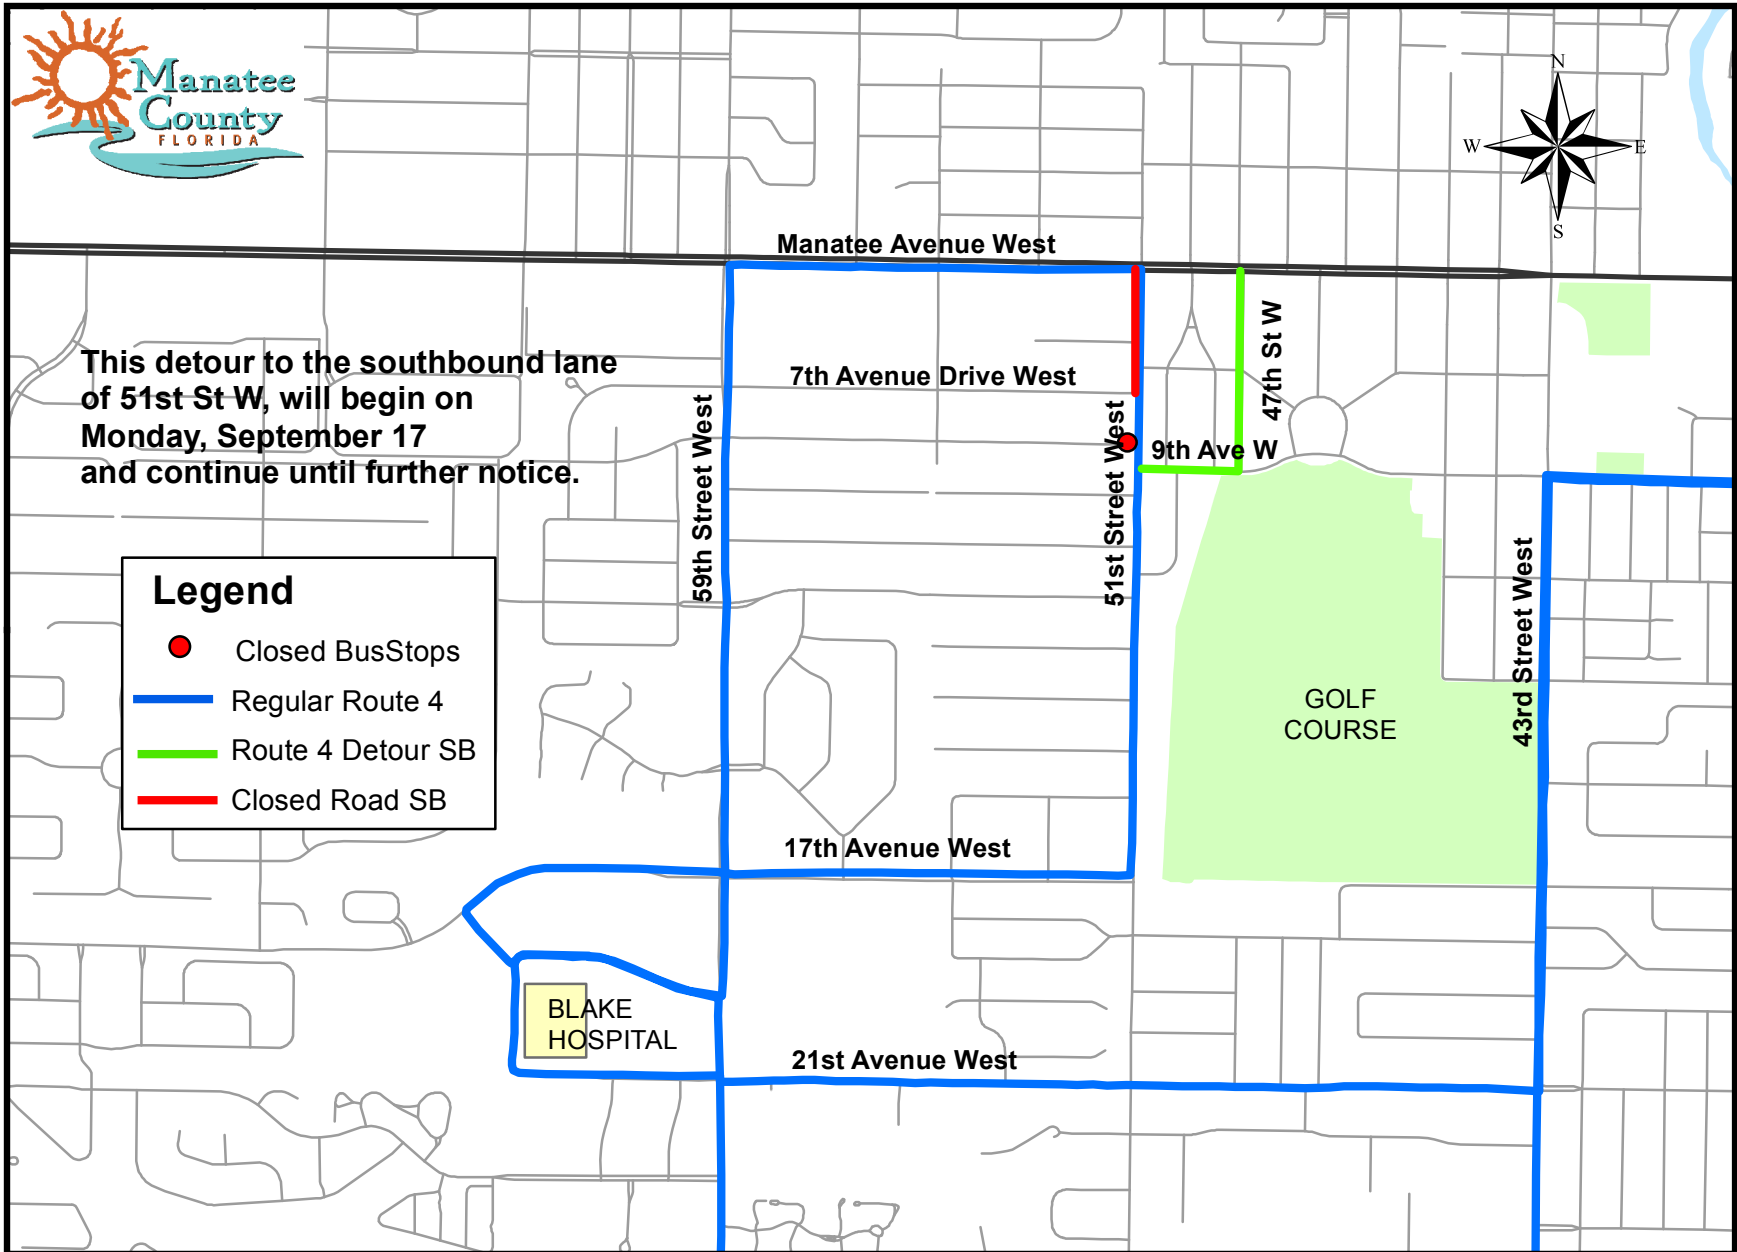 Manatee
County
FLORIDA
N
W
E
S
Manatee Avenue West
This detour to the southbound lane
of 51st St W, will begin on
Monday, September 17
and continue until further notice.
7th Avenue Drive West
47th St W
59th Street West
51st Street West
9th Ave W
43rd Street West
Legend
Closed BusStops
Regular Route 4
Route 4 Detour SB
Closed Road SB
GOLF
COURSE
17th Avenue West
BLAKE
HOSPITAL
21st Avenue West